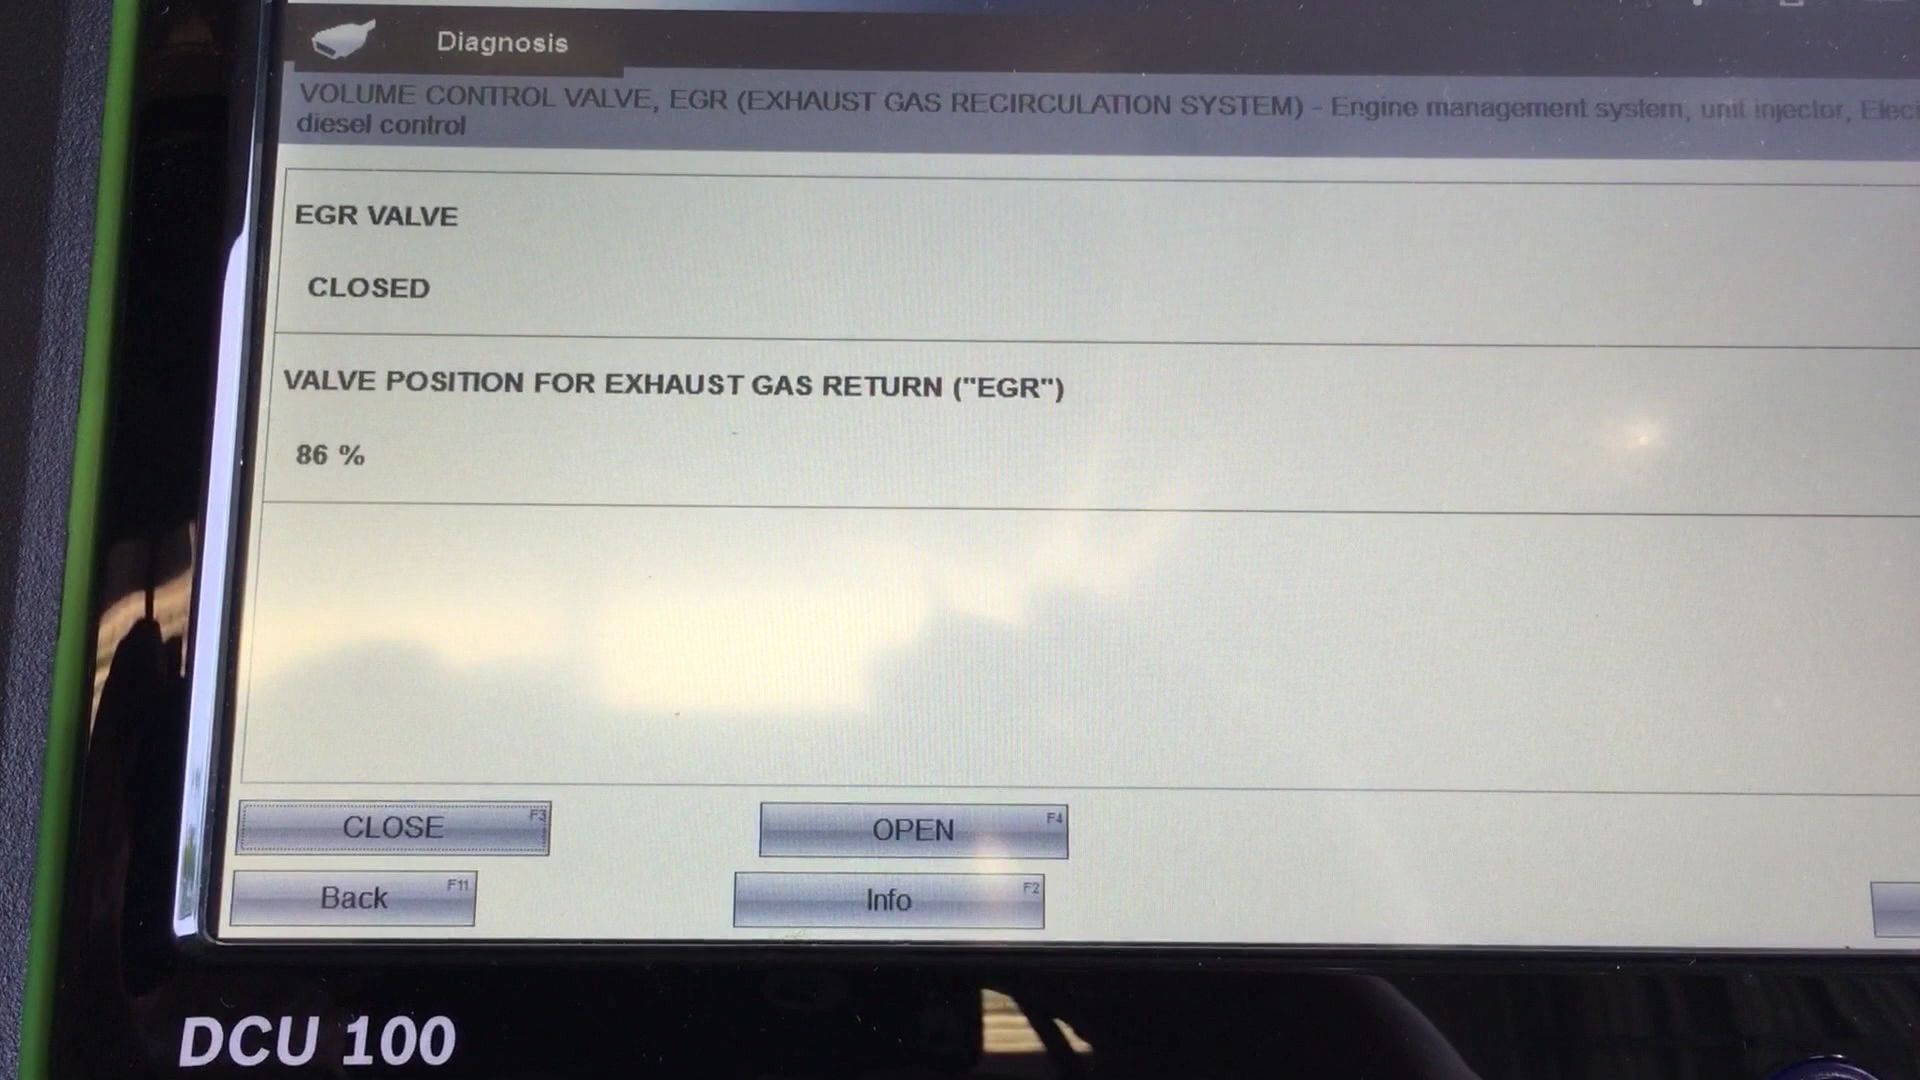 Diagnosis
VOLUME CONTROL VALVE, EGR (EXHAUST GAS RECIRCULATION SYSTEM) - Engine management system, unit injector,
diesel control
EGR VALVE
CLOSED
VALVE POSITION FOR EXHAUST GAS RETURN ("EGR")
86 %
CLOSE F3
OPEN F4
Back F11
Info F2
DCU 100